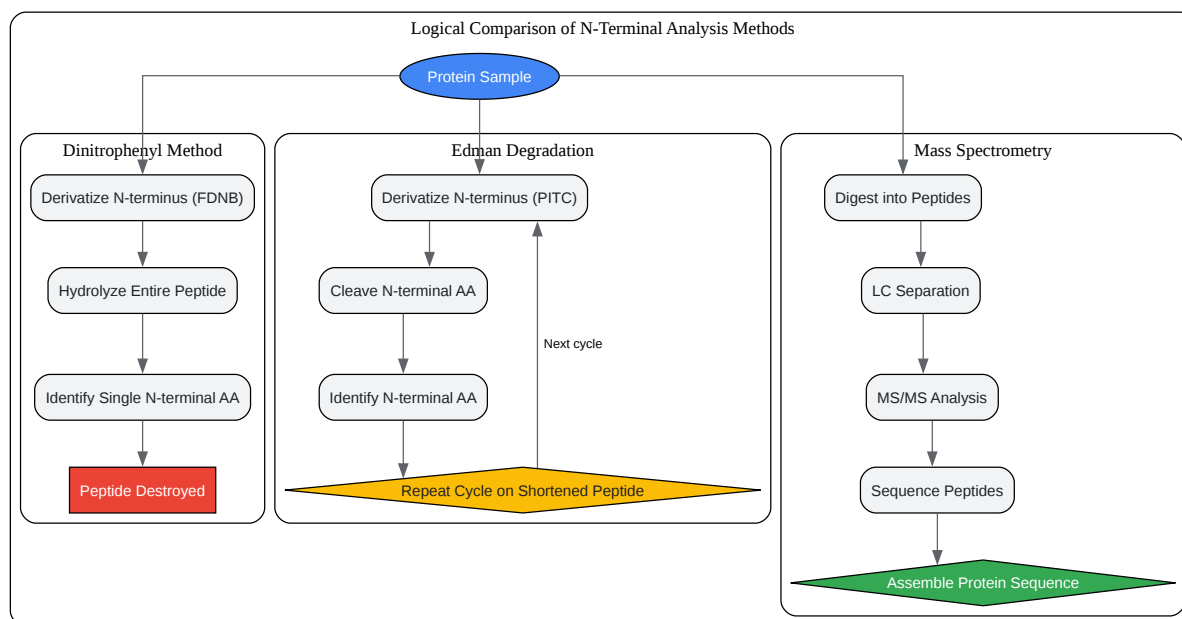 Logical Comparison of N-Terminal Analysis Methods
Protein Sample
Dinitrophenyl Method
Derivatize N-terminus (FDNB)
Hydrolyze Entire Peptide
Identify Single N-terminal AA
Peptide Destroyed
Edman Degradation
Derivatize N-terminus (PITC)
Cleave N-terminal AA
Next cycle
Identify N-terminal AA
Repeat Cycle on Shortened Peptide
Mass Spectrometry
Digest into Peptides
LC Separation
MS/MS Analysis
Sequence Peptides
Assemble Protein Sequence